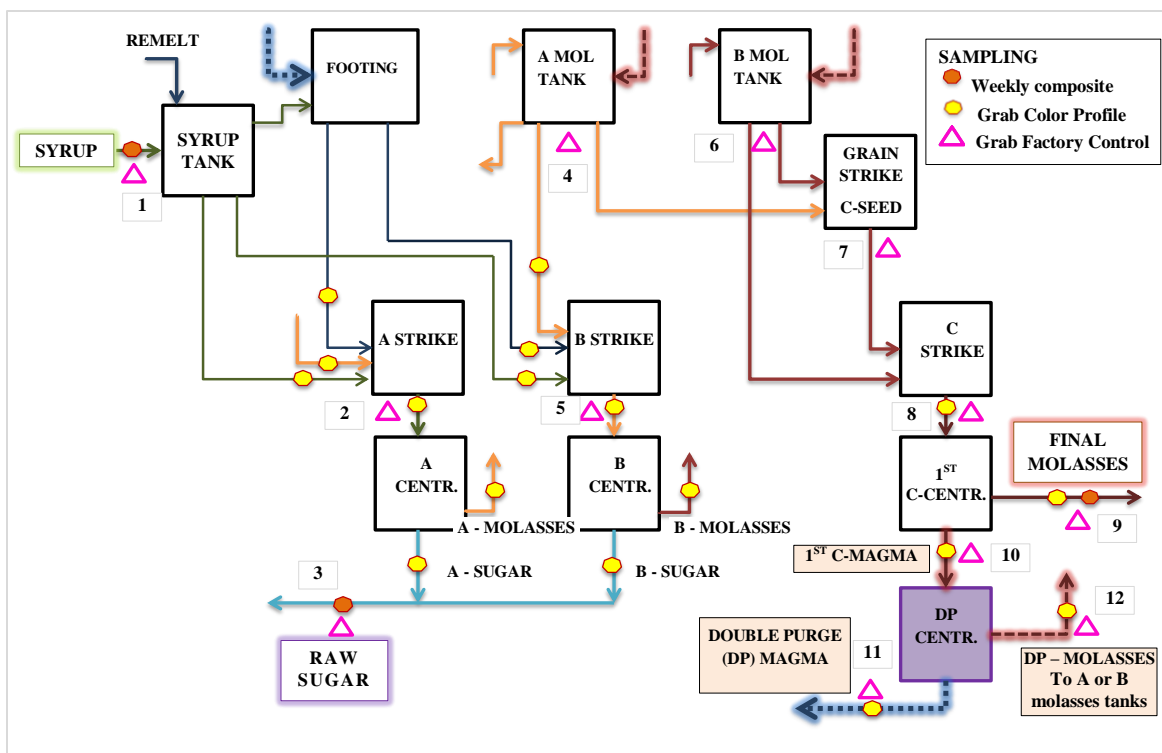 REMELT
FOOTING
A MOL
TANK
B MOL
TANK
SAMPLING
Weekly composite
Grab Color Profile
Grab Factory Control
SYRUP
SYRUP
TANK
1
4
6
GRAIN
STRIKE
C-SEED
7
A STRIKE
B STRIKE
C
STRIKE
2
5
8
A
CENTR.
B
CENTR.
1ST
C-CENTR.
FINAL
MOLASSES
A - MOLASSES
B - MOLASSES
9
1ST C-MAGMA
10
3
A - SUGAR
B - SUGAR
12
RAW
SUGAR
DOUBLE PURGE
(DP) MAGMA
11
DP
CENTR.
DP – MOLASSES
To A or B
molasses tanks